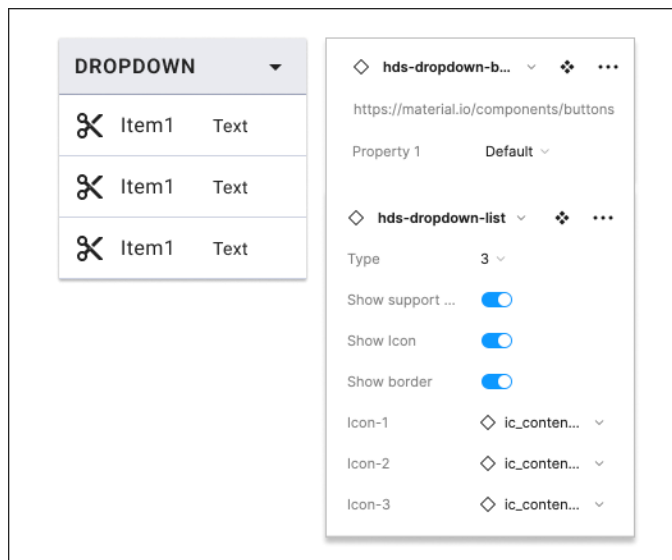 DROPDOWN
Item1 Text
Item1 Text
Item1 Text
hds-dropdown-b...
https://material.io/components/buttons
Property 1 Default
hds-dropdown-list
Type 3
Show support ...
Show Icon
Show border
Icon-1 ic_conten...
Icon-2 ic_conten...
Icon-3 ic_conten...